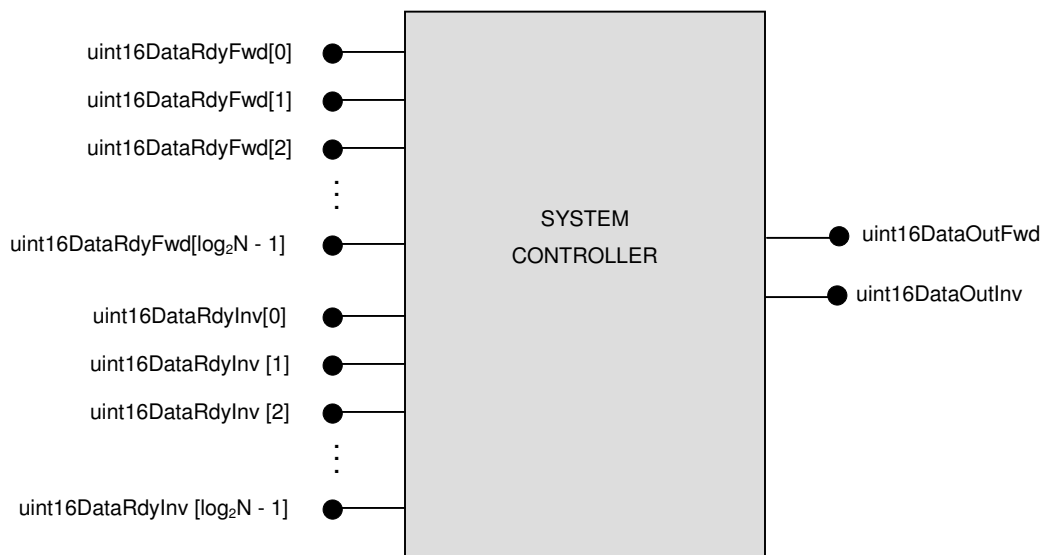 uint16DataRdyFwd[0]
uint16DataRdyFwd[1]
uint16DataRdyFwd[2]
uint16DataRdyFwd[log₂N - 1]
uint16DataRdyInv[0]
uint16DataRdyInv [1]
uint16DataRdyInv [2]
uint16DataRdyInv [log₂N - 1]
SYSTEM
CONTROLLER
uint16DataOutFwd
uint16DataOutInv